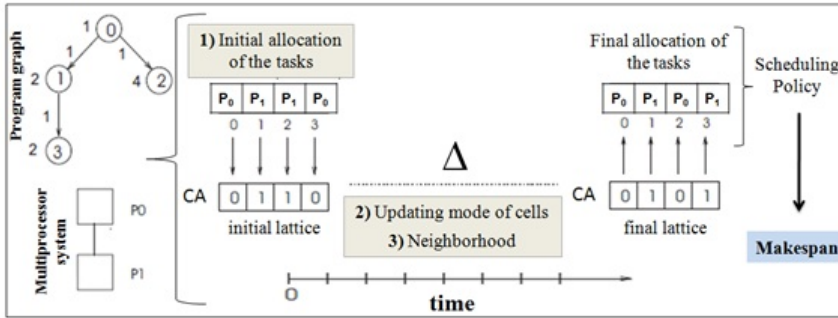 Program graph
1 0
1 1
2 1 4 2
1
2 3
Multiprocessor
system
P0
P1
1) Initial allocation
of the tasks
P₀ P₁ P₁ P₀
0 1 2 3
CA 0 1 1 0
initial lattice
Δ
2) Updating mode of cells
3) Neighborhood
0
time
Final allocation of
the tasks
P₀ P₁ P₀ P₁
0 1 2 3
CA 0 1 0 1
final lattice
Scheduling
Policy
Makespan